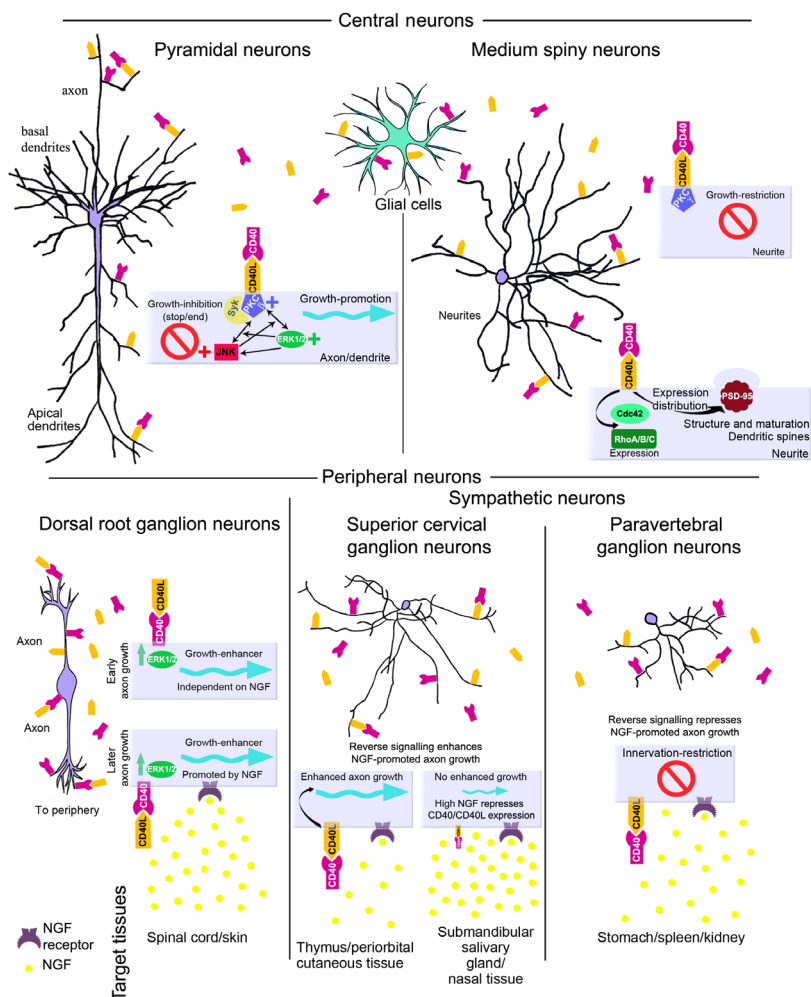 Central neurons
Pyramidal neurons
Medium spiny neurons
axon
basal
dendrites
Apical
dendrites
Glial cells
CD40
CD40L
Growth-inhibition
(stop/end)
Syk
PKC
β
Growth-promotion
JNK
ERK1/2
Axon/dendrite
Neurites
CD40
CD40L
PKC
γ
Growth-restriction
Neurite
CD40
CD40L
Expression
distribution
PSD-95
Cdc42
RhoA/B/C
Expression
Structure and maturation
Dendritic spines
Neurite
Peripheral neurons
Sympathetic neurons
Dorsal root ganglion neurons
Axon
Axon
To periphery
CD40L
CD40
Early
axon growth
ERK1/2
Growth-enhancer
Independent on NGF
Later
axon growth
ERK1/2
Growth-enhancer
Promoted by NGF
CD40
CD40L
Spinal cord/skin
Superior cervical
ganglion neurons
Reverse signalling enhances
NGF-promoted axon growth
Enhanced axon growth
CD40L
CD40
Thymus/periorbital
cutaneous tissue
No enhanced growth
High NGF represses
CD40/CD40L expression
Submandibular
salivary
gland/
nasal tissue
Paravertebral
ganglion neurons
Reverse signalling represses
NGF-promoted axon growth
Innervation-restriction
CD40L
CD40
Stomach/spleen/kidney
Target tissues
NGF
receptor
NGF